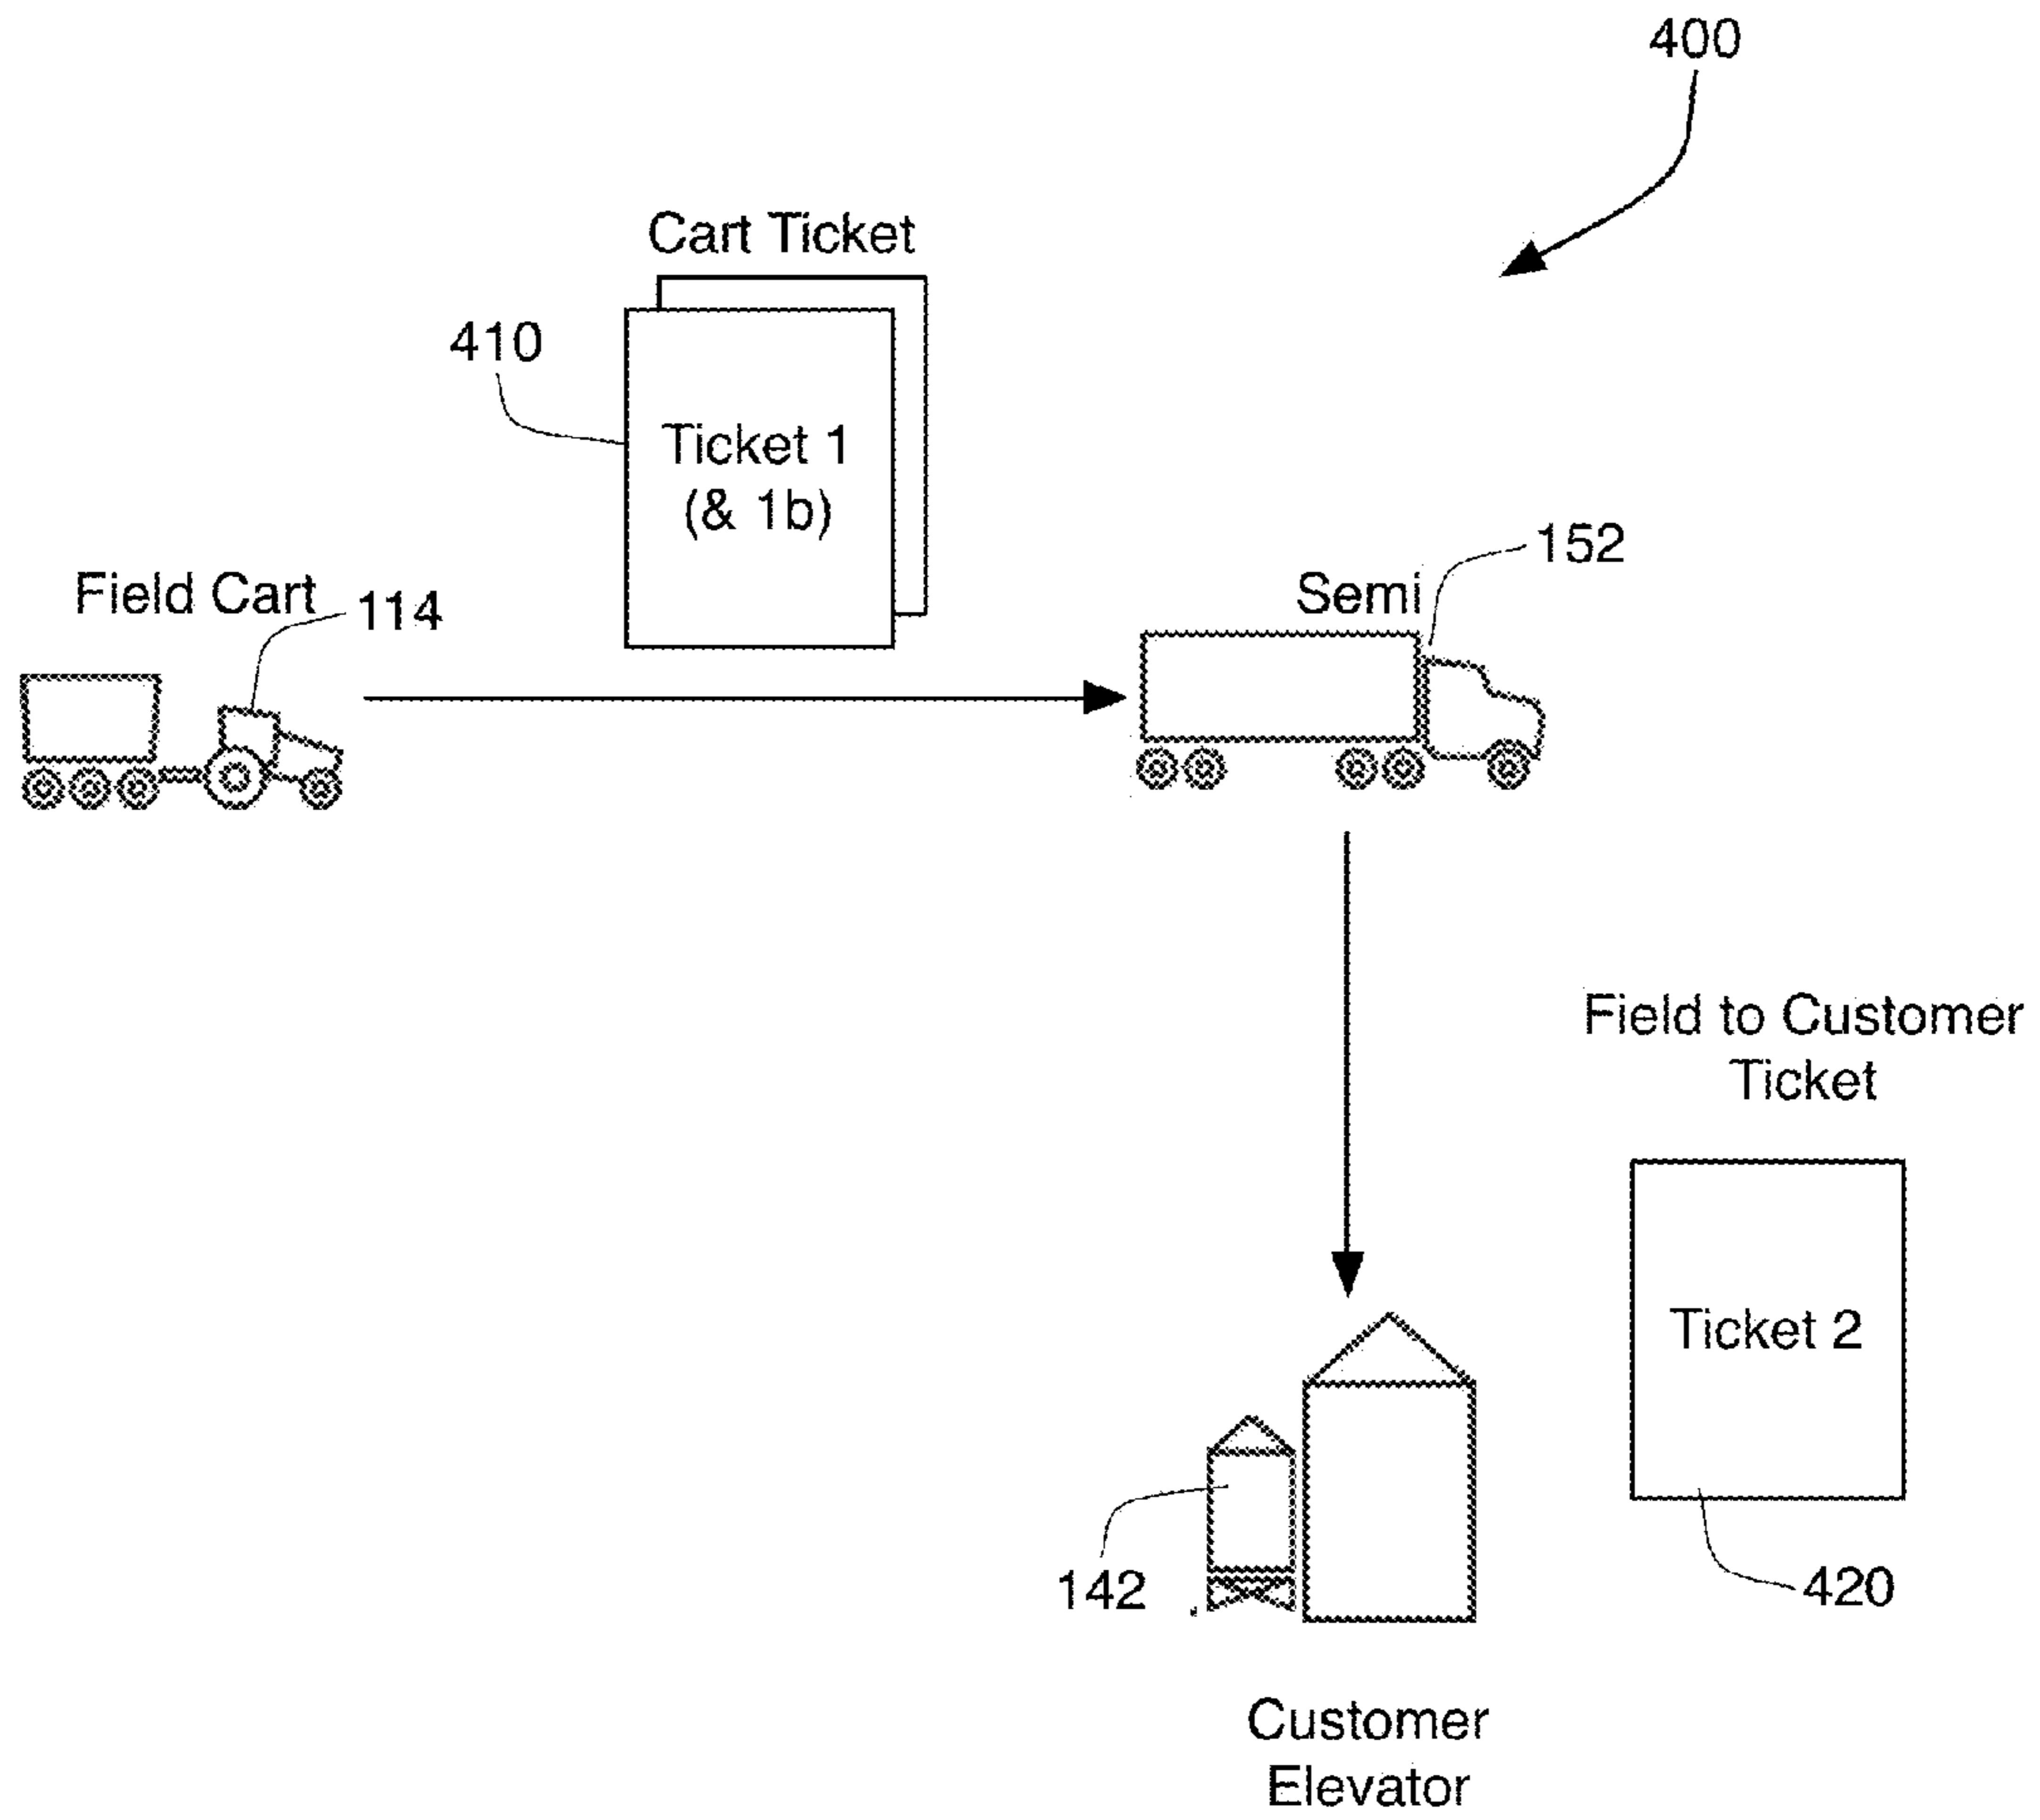 400
Cart Ticket
410
Ticket 1
(& 1b)
152
Field Cart
114
Semi
Field to Customer
Ticket
Ticket 2
142
420
Customer
Elevator